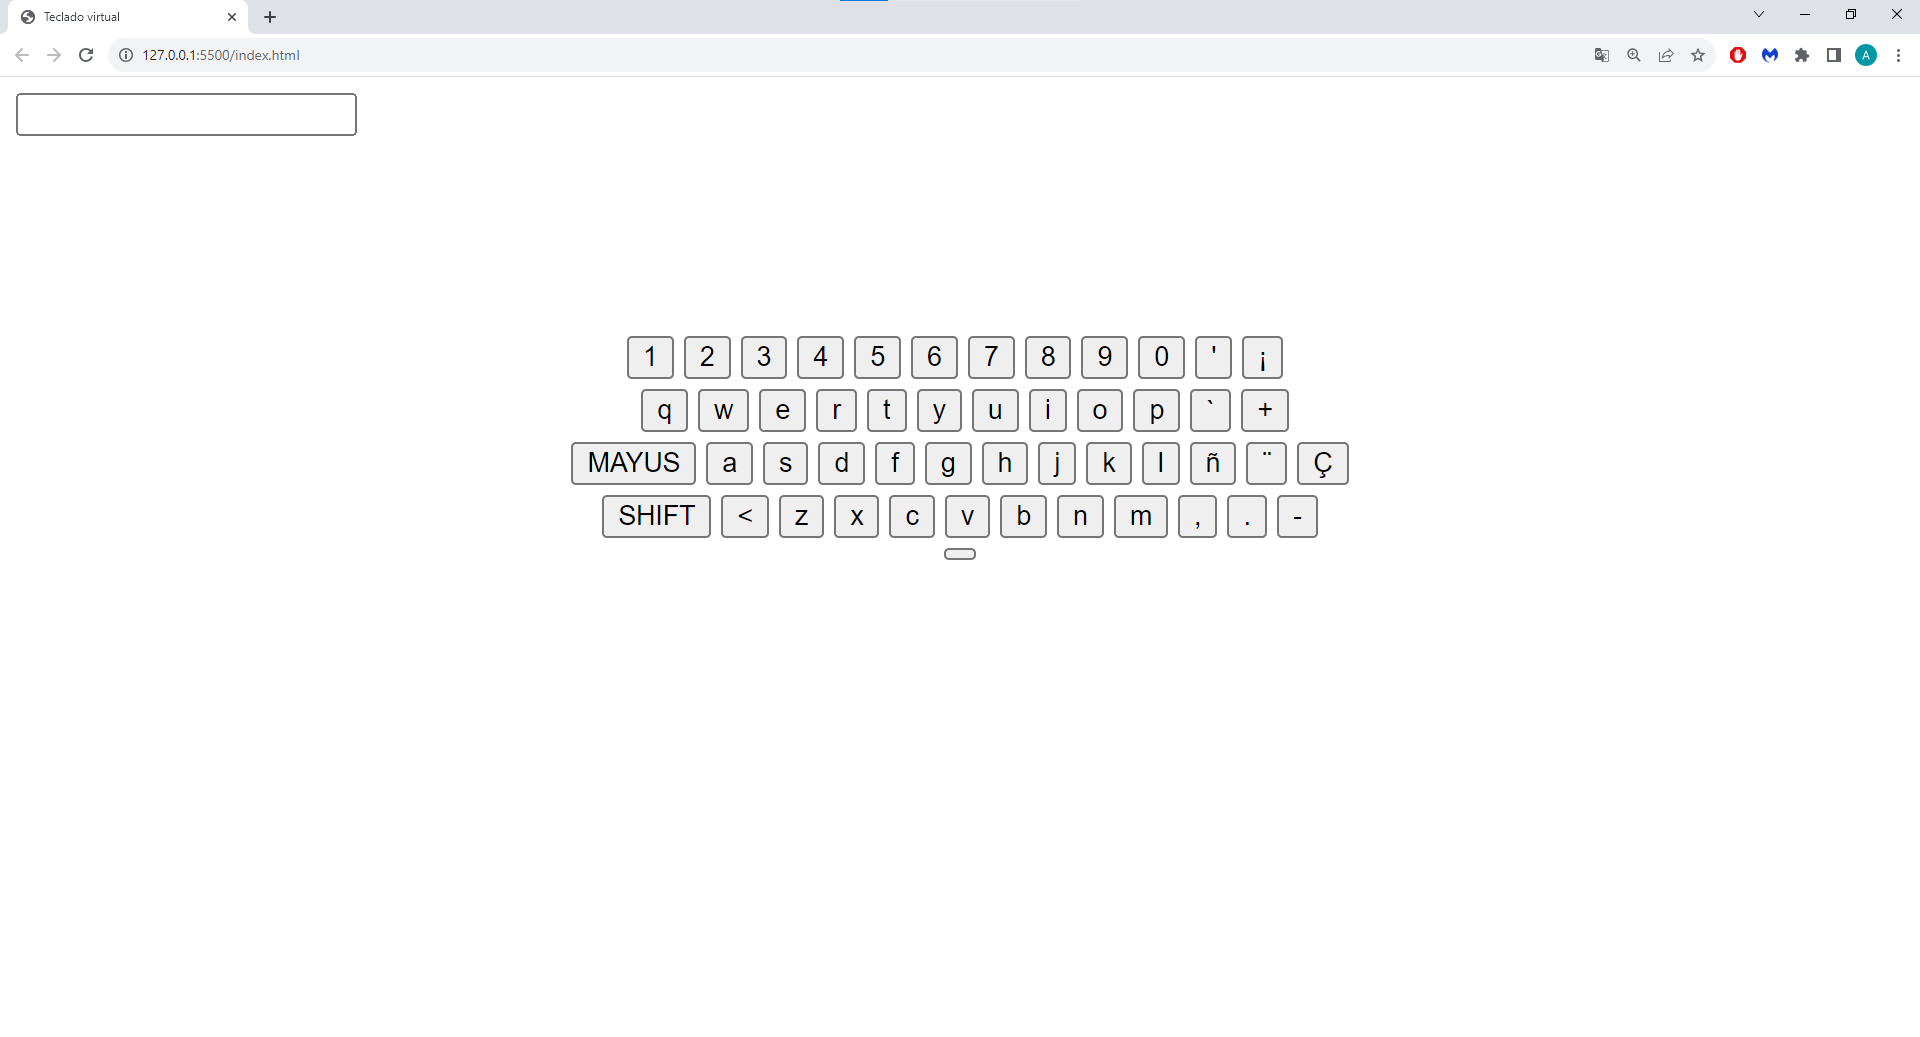 Teclado virtual
127.0.0.1:5500/index.html
A
1 2 3 4 5 6 7 8 9 0 ' ¡
q w e r t y u i o p ` +
MAYUS a s d f g h j k l ñ ¨ Ç
SHIFT < z x c v b n m , . -